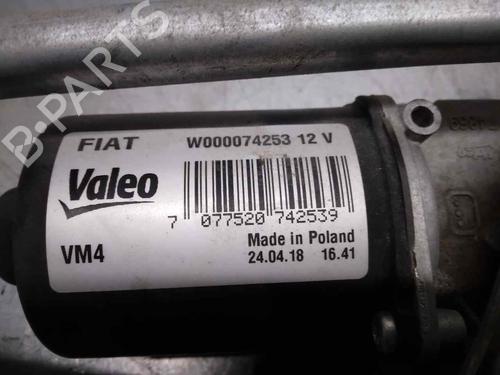 FIAT W000074253 12 V
Valeo
7 077520 742539
Made in Poland
VM4 24.04.18 16.41
B-PARTS